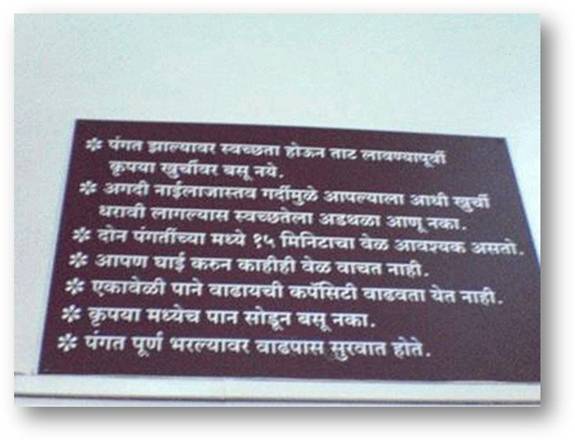 * पंगत झाल्यावर स्वच्छता होऊन ताट लावण्यापूर्वी
कृपया खुर्चीवर बसू नये.
* अगदी नाईलाजास्तव गर्दीमुळे आपल्याला आधी खुर्ची
धरावी लागल्यास स्वच्छतेला अडथळा आणू नका.
* दोन पंगतींच्या मध्ये १५ मिनिटाचा वेळ आवश्यक असतो.
* आपण घाई करुन काहीही वेळ वाचत नाही.
* एकावेळी पाने वाढायची कपॅसिटी वाढवता येत नाही.
* कृपया मध्येच पान सोडून बसू नका.
* पंगत पूर्ण भरल्यावर वाढपास सुरवात होते.